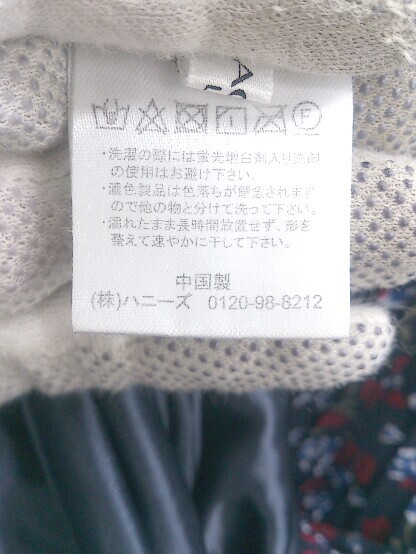 ・洗濯の際には蛍光増白剤入り洗剤
の使用はお避け下さい。
・濃色製品は色落ちが懸念されます
ので他の物と分けて洗って下さい。
・濡れたまま長時間放置せず、形を
整えて速やかに干して下さい。
中国製
(株)ハニーズ 0120-98-8212